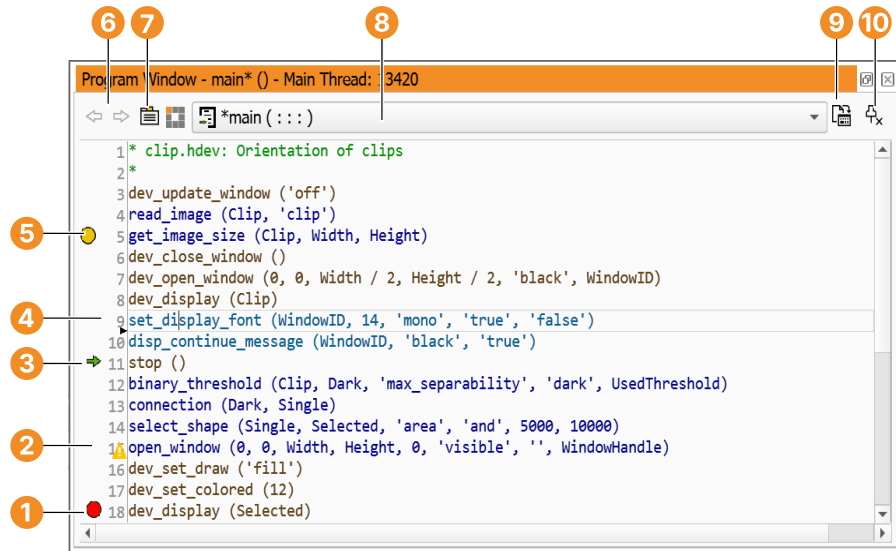 6 7 8 9 10
Program Window - main* () - Main Thread: 13420
*main ( : : : )
1 * clip.hdev: Orientation of clips
2 *
3 dev_update_window ('off')
4 read_image (Clip, 'clip')
5 5 get_image_size (Clip, Width, Height)
6 dev_close_window ()
7 dev_open_window (0, 0, Width / 2, Height / 2, 'black', WindowID)
8 dev_display (Clip)
4 9 set_display_font (WindowID, 14, 'mono', 'true', 'false')
10 disp_continue_message (WindowID, 'black', 'true')
3 11 stop ()
12 binary_threshold (Clip, Dark, 'max_separability', 'dark', UsedThreshold)
13 connection (Dark, Single)
14 select_shape (Single, Selected, 'area', 'and', 5000, 10000)
2 open_window (0, 0, Width, Height, 0, 'visible', '', WindowHandle)
16 dev_set_draw ('fill')
17 dev_set_colored (12)
1 18 dev_display (Selected)